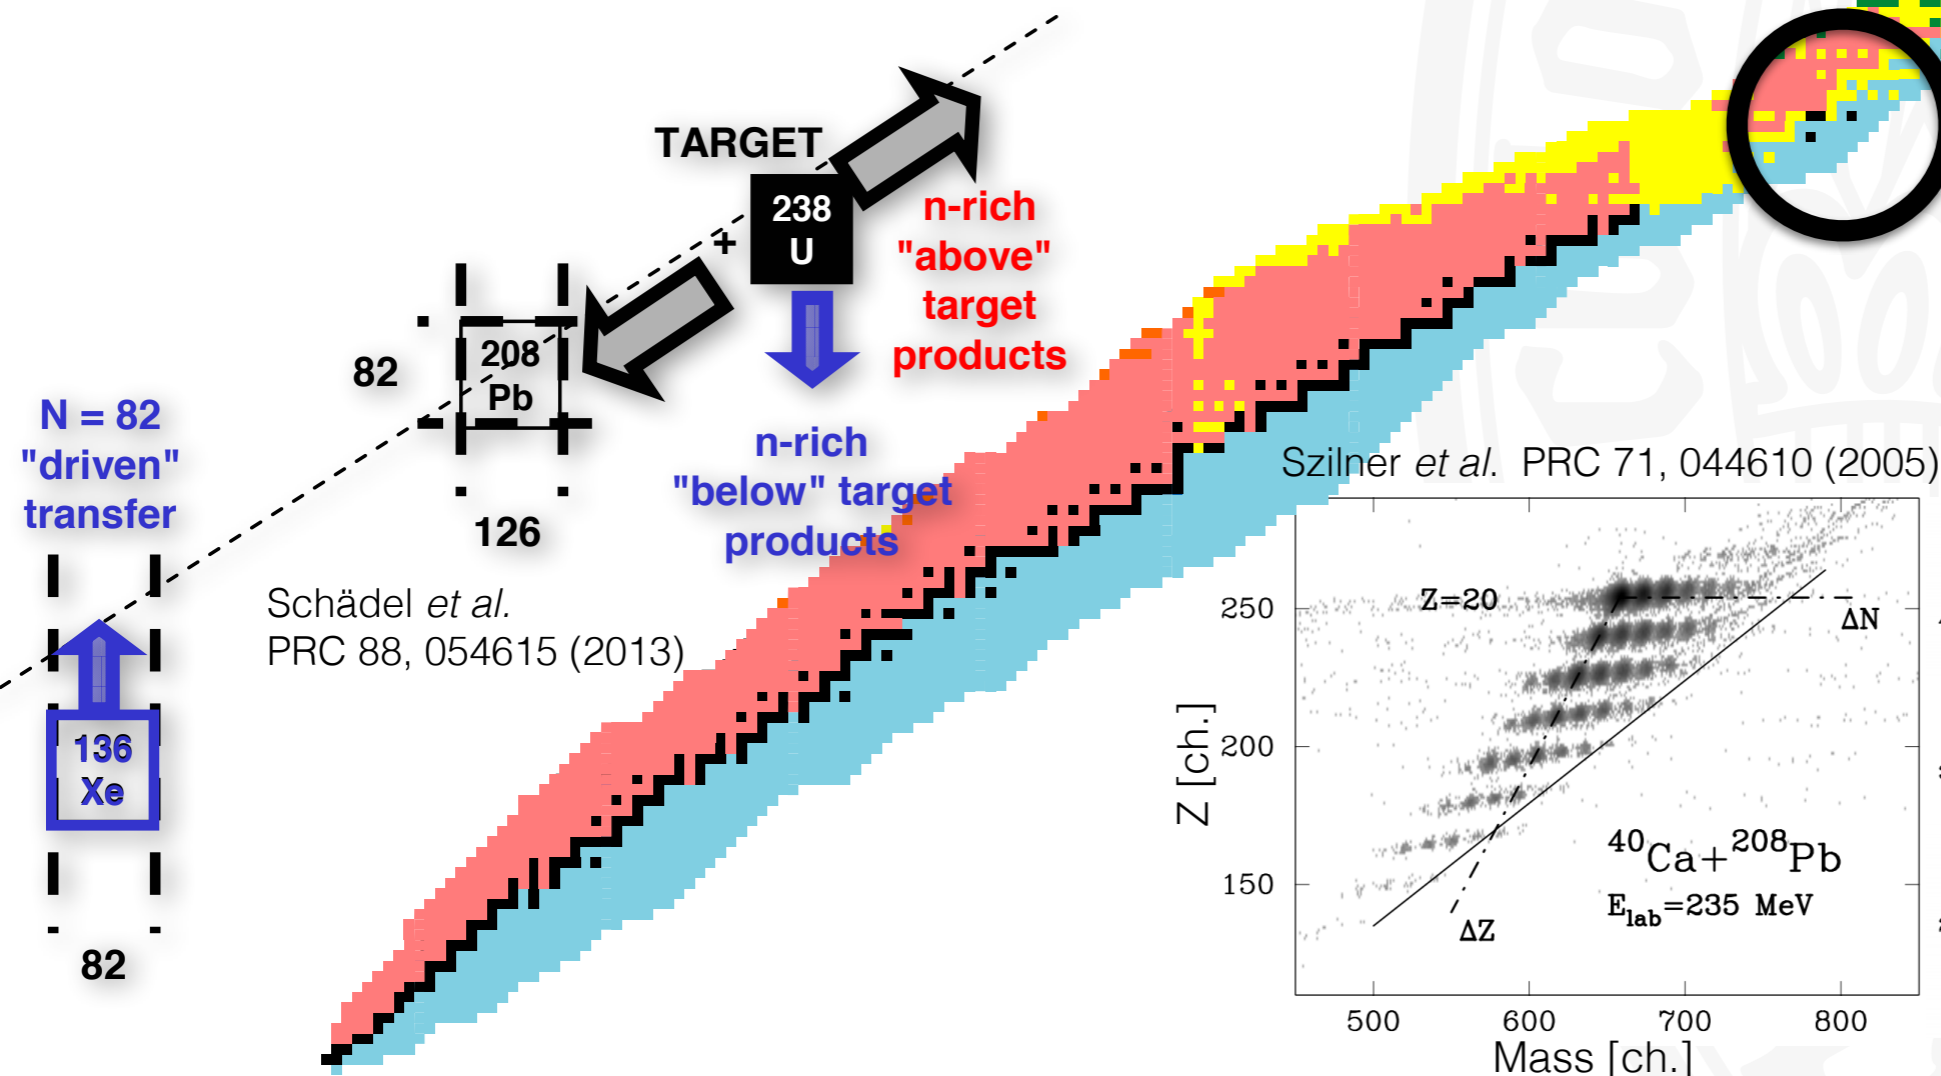 TARGET
238
U
+
n-rich
"above"
target
products
208
Pb
82
126
N = 82
"driven"
transfer
n-rich
"below" target
products
Schädel et al.
PRC 88, 054615 (2013)
136
Xe
82
Szilner et al.  PRC 71, 044610 (2005)
Z=20
ΔN
250
200
150
Z [ch.]
40Ca+208Pb
Elab=235 MeV
ΔZ
500 600 700 800
Mass [ch.]